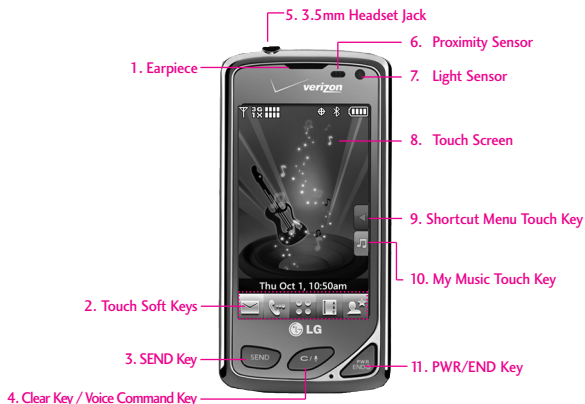 5. 3.5mm Headset Jack
6. Proximity Sensor
1. Earpiece
7. Light Sensor
verizon
3G
1X
8. Touch Screen
9. Shortcut Menu Touch Key
10. My Music Touch Key
Thu Oct 1, 10:50am
2. Touch Soft Keys
LG
3. SEND Key
SEND
C/
PWR
END
11. PWR/END Key
4. Clear Key / Voice Command Key